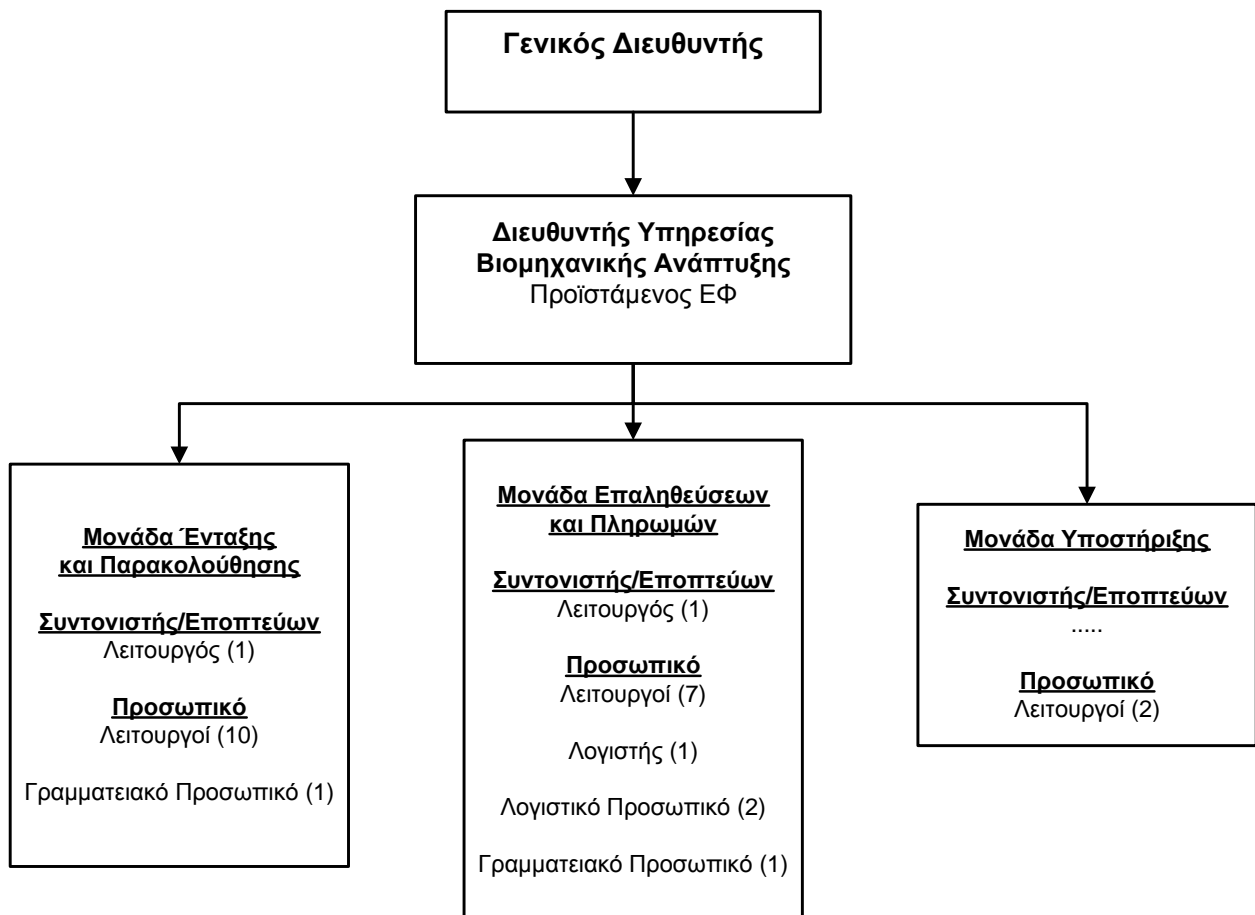 Γενικός Διευθυντής
Διευθυντής Υπηρεσίας
Βιομηχανικής Ανάπτυξης
Προϊστάμενος ΕΦ
Μονάδα Ένταξης
και Παρακολούθησης
Συντονιστής/Εποπτεύων
Λειτουργός (1)
Προσωπικό
Λειτουργοί (10)
Γραμματειακό Προσωπικό (1)
Μονάδα Επαληθεύσεων
και Πληρωμών
Συντονιστής/Εποπτεύων
Λειτουργός (1)
Προσωπικό
Λειτουργοί (7)
Λογιστής (1)
Λογιστικό Προσωπικό (2)
Γραμματειακό Προσωπικό (1)
Μονάδα Υποστήριξης
Συντονιστής/Εποπτεύων
.....
Προσωπικό
Λειτουργοί (2)